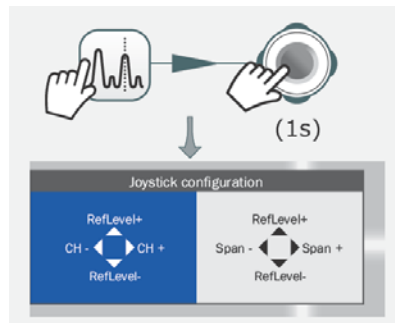 (1s)
Joystick configuration
RefLevel+
CH - CH +
RefLevel-
RefLevel+
Span - Span +
RefLevel-